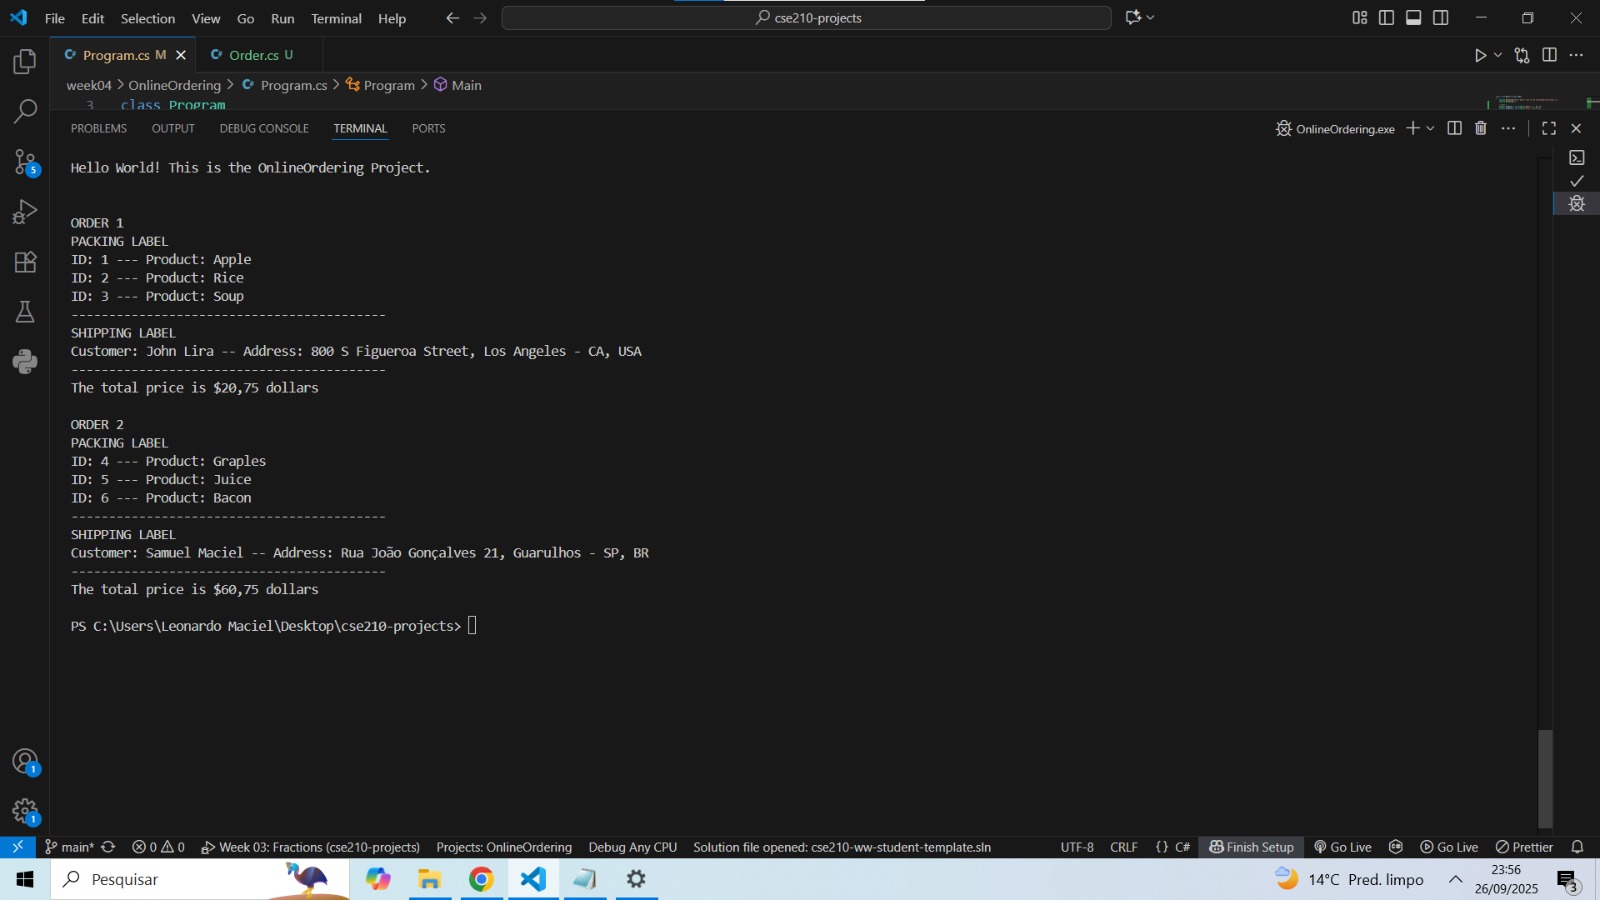 File Edit Selection View Go Run Terminal Help cse210-projects
Program.cs M Order.cs U
week04 > OnlineOrdering > Program.cs > Program > Main
3 class Program
PROBLEMS OUTPUT DEBUG CONSOLE TERMINAL PORTS OnlineOrdering.exe
Hello World! This is the OnlineOrdering Project.
ORDER 1
PACKING LABEL
ID: 1 --- Product: Apple
ID: 2 --- Product: Rice
ID: 3 --- Product: Soup
------------------------------------------
SHIPPING LABEL
Customer: John Lira -- Address: 800 S Figueroa Street, Los Angeles - CA, USA
------------------------------------------
The total price is $20,75 dollars
ORDER 2
PACKING LABEL
ID: 4 --- Product: Graples
ID: 5 --- Product: Juice
ID: 6 --- Product: Bacon
------------------------------------------
SHIPPING LABEL
Customer: Samuel Maciel -- Address: Rua João Gonçalves 21, Guarulhos - SP, BR
------------------------------------------
The total price is $60,75 dollars
PS C:\Users\Leonardo Maciel\Desktop\cse210-projects>
5
1
1
main* 0 0 Week 03: Fractions (cse210-projects) Projects: OnlineOrdering Debug Any CPU Solution file opened: cse210-ww-student-template.sln UTF-8 CRLF {} C# Finish Setup Go Live Go Live Prettier
Pesquisar 14°C Pred. limpo 23:56
26/09/2025 3